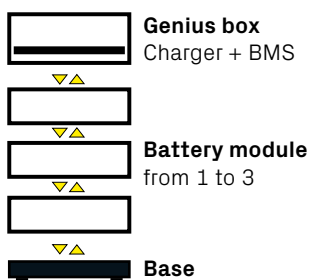 Genius box
Charger + BMS
Battery module
from 1 to 3
Base